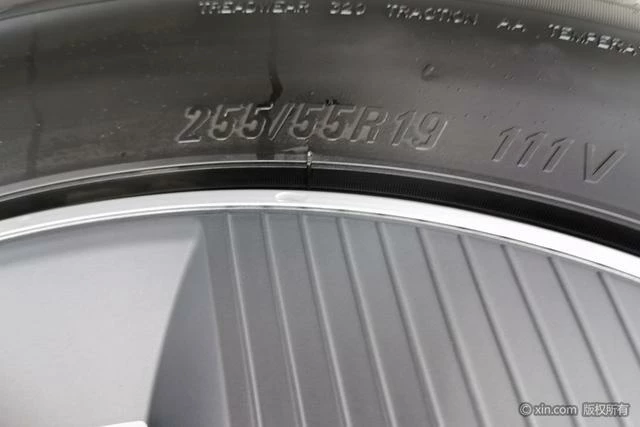 TREADWEAR 320 TRACTION AA TEMPERA
255/55R19 111V
© xin.com 版权所有